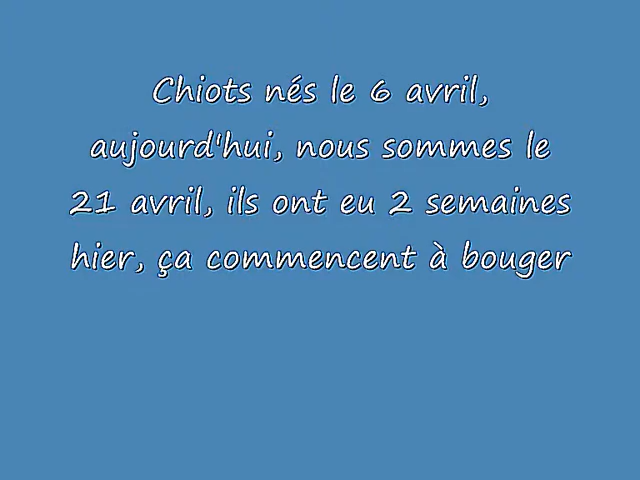 Chiots nés le 6 avril,
aujourd'hui, nous sommes le
21 avril, ils ont eu 2 semaines
hier, ça commencent à bouger